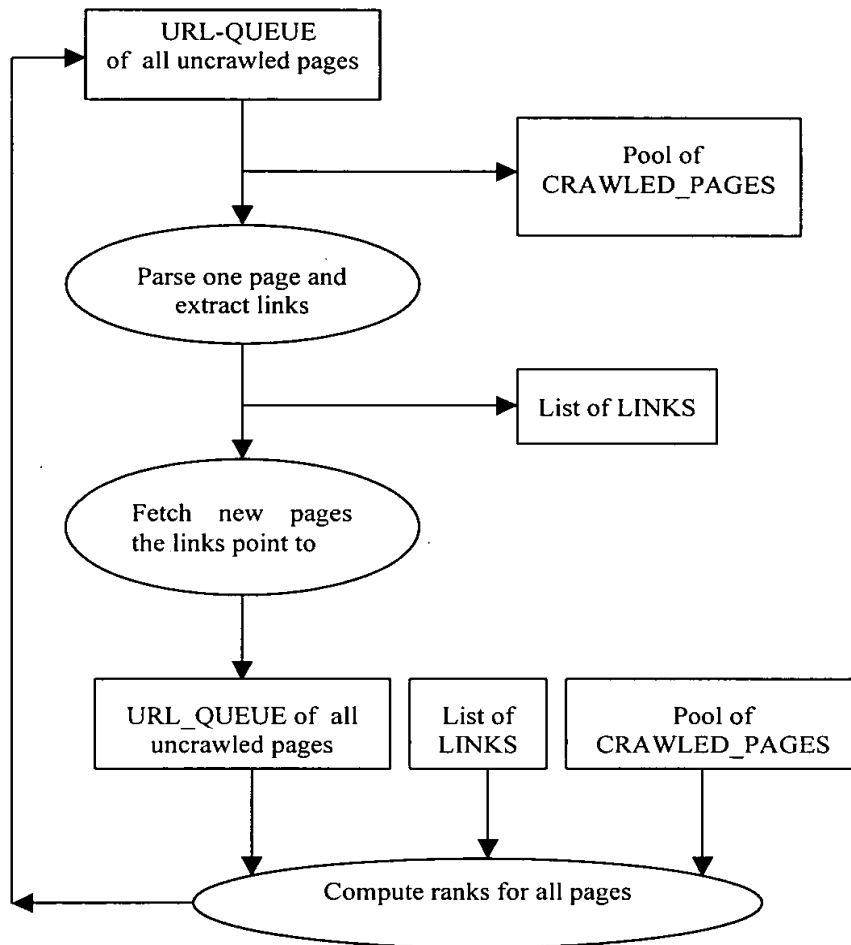 URL-QUEUE
of all uncrawled pages
Pool of
CRAWLED_PAGES
Parse one page and
extract links
List of LINKS
Fetch new pages
the links point to
URL_QUEUE of all
uncrawled pages
List of
LINKS
Pool of
CRAWLED_PAGES
Compute ranks for all pages